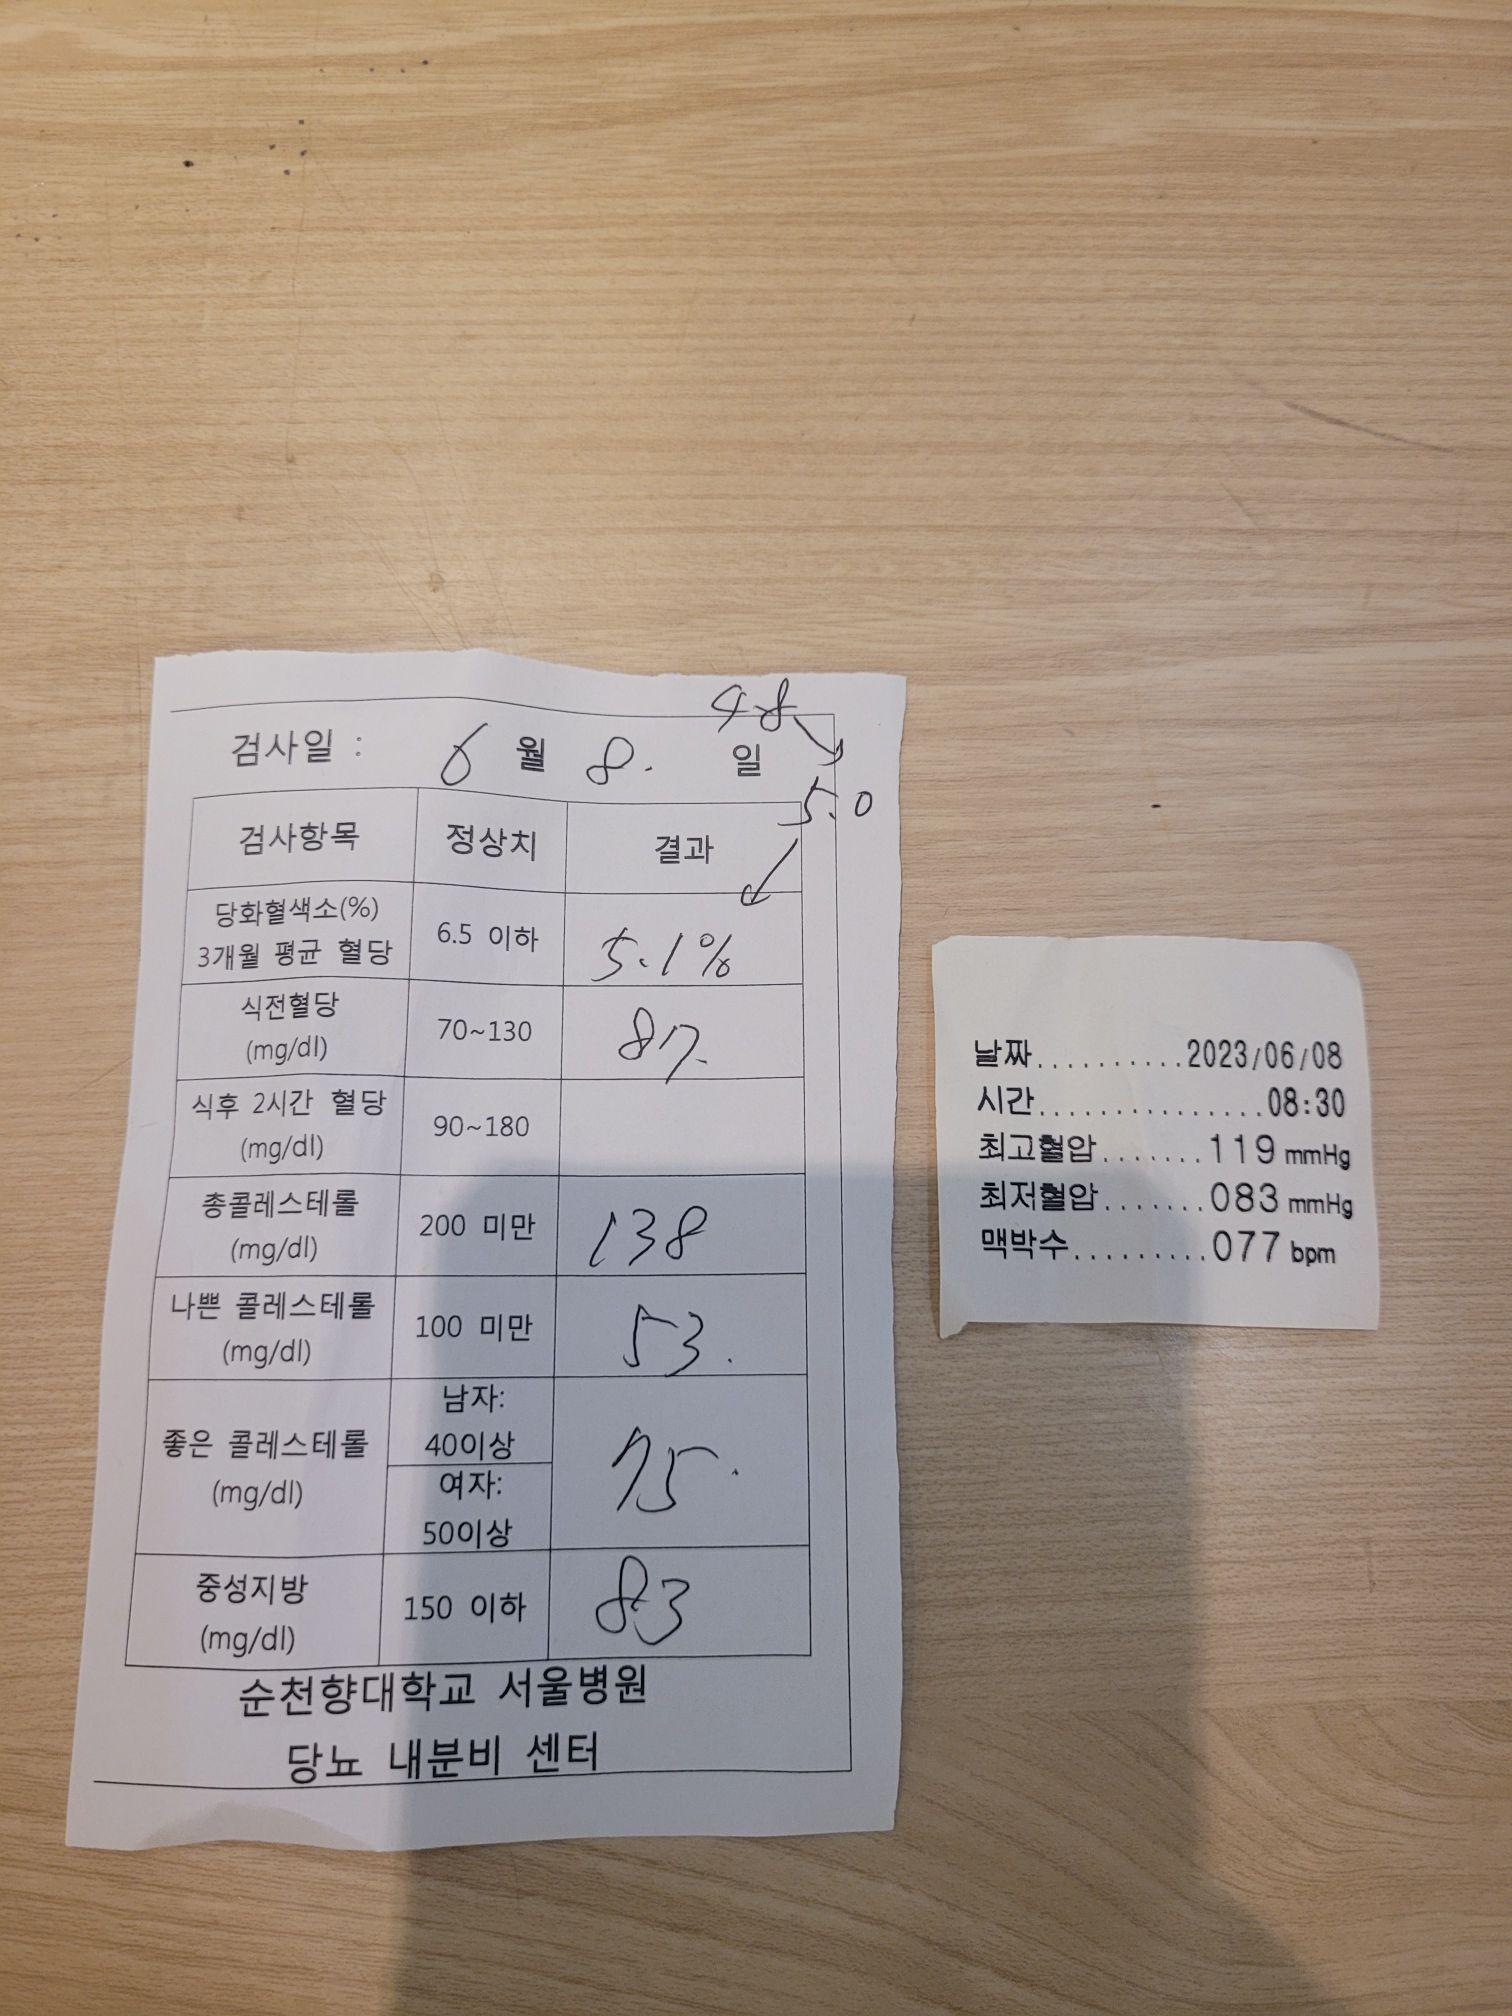 4.8
검사일 : 6 월 8. 일
5.0
검사항목 정상치 결과
당화혈색소(%)
3개월 평균 혈당 6.5 이하 5.1%
식전혈당
(mg/dl) 70~130 87.
식후 2시간 혈당
(mg/dl) 90~180
총콜레스테롤
(mg/dl) 200 미만 138
나쁜 콜레스테롤
(mg/dl) 100 미만 53.
좋은 콜레스테롤
(mg/dl)
남자:
40이상
여자:
50이상
75.
중성지방
(mg/dl) 150 이하 83
순천향대학교 서울병원
당뇨 내분비 센터
날짜..........2023/06/08
시간...............08:30
최고혈압.......119 mmHg
최저혈압.......083 mmHg
맥박수.........077 bpm